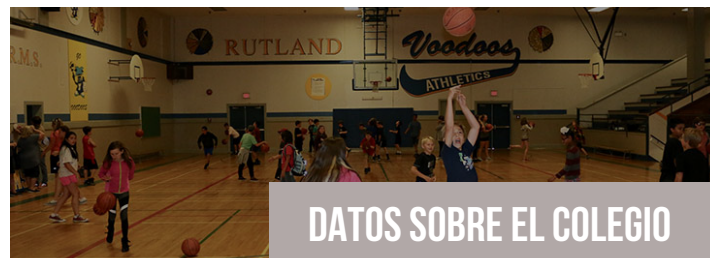 R.M.S.
RUTLAND
Voodoos
ATHLETICS
DATOS SOBRE EL COLEGIO